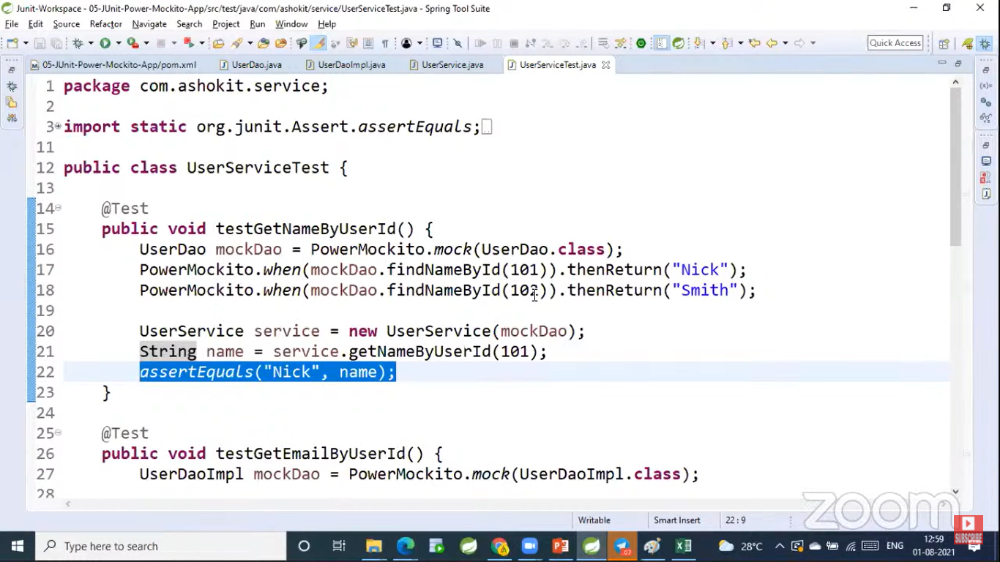 Junit-Workspace - 05-JUnit-Power-Mockito-App/src/test/java/com/ashokit/service/UserServiceTest.java - Spring Tool Suite
File Edit Source Refactor Navigate Search Project Run Window Help
Quick Access
05-JUnit-Power-Mockito-App/pom.xml UserDao.java UserDaoImpl.java UserService.java UserServiceTest.java
1 package com.ashokit.service;
2
3 import static org.junit.Assert.assertEquals;
11
12 public class UserServiceTest {
13
14 @Test
15 public void testGetNameByUserId() {
16 UserDao mockDao = PowerMockito.mock(UserDao.class);
17 PowerMockito.when(mockDao.findNameById(101)).thenReturn("Nick");
18 PowerMockito.when(mockDao.findNameById(102)).thenReturn("Smith");
19
20 UserService service = new UserService(mockDao);
21 String name = service.getNameByUserId(101);
22 assertEquals("Nick", name);
23 }
24
25 @Test
26 public void testGetEmailByUserId() {
27 UserDaoImpl mockDao = PowerMockito.mock(UserDaoImpl.class);
28
zoom
Writable Smart Insert 22 : 9
SUBSCRIBE
Type here to search 28°C ENG 12:59
01-08-2021